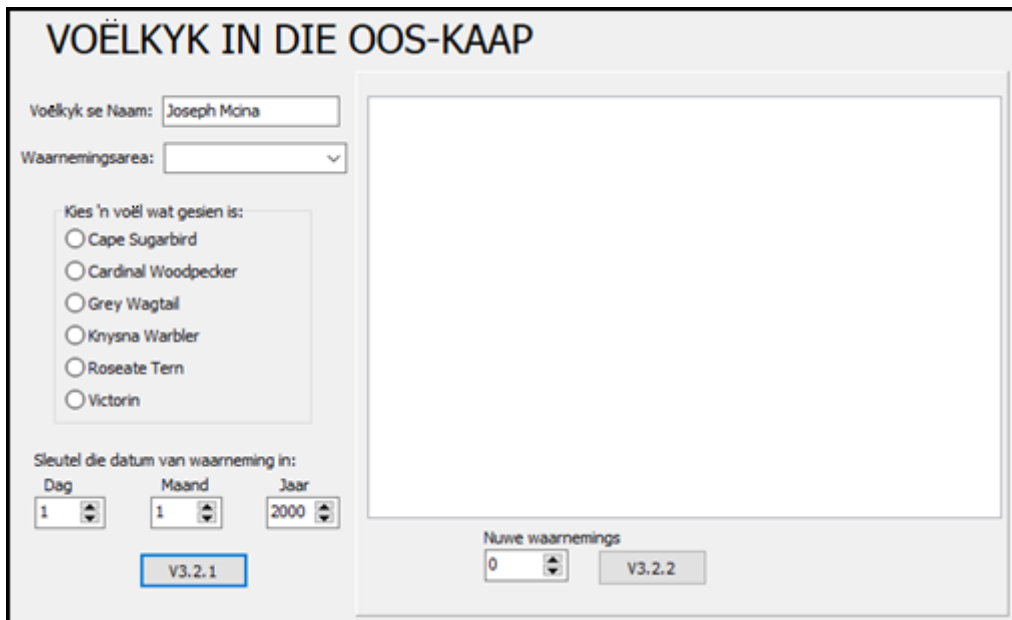 VOËLKYK IN DIE OOS-KAAP
Voëlkyk se Naam: Joseph Mcina
Waarnemingsarea:
Kies 'n voël wat gesien is:
Cape Sugarbird
Cardinal Woodpecker
Grey Wagtail
Knysna Warbler
Roseate Tern
Victorin
Sleutel die datum van waarneming in:
Dag Maand Jaar
1 1 2000
V3.2.1
Nuwe waarnemings
0 V3.2.2